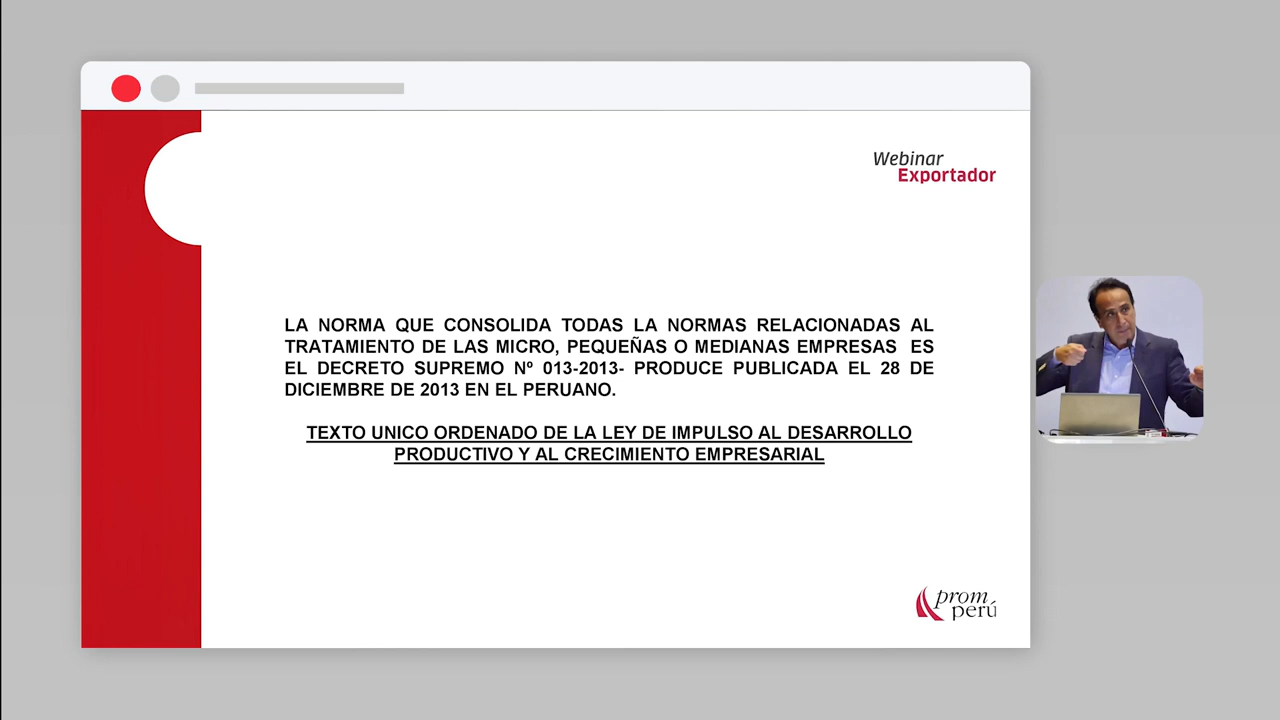 Webinar
Exportador
LA NORMA QUE CONSOLIDA TODAS LA NORMAS RELACIONADAS AL
TRATAMIENTO DE LAS MICRO, PEQUEÑAS O MEDIANAS EMPRESAS ES
EL DECRETO SUPREMO Nº 013-2013- PRODUCE PUBLICADA EL 28 DE
DICIEMBRE DE 2013 EN EL PERUANO.
TEXTO UNICO ORDENADO DE LA LEY DE IMPULSO AL DESARROLLO
PRODUCTIVO Y AL CRECIMIENTO EMPRESARIAL
prom
perú